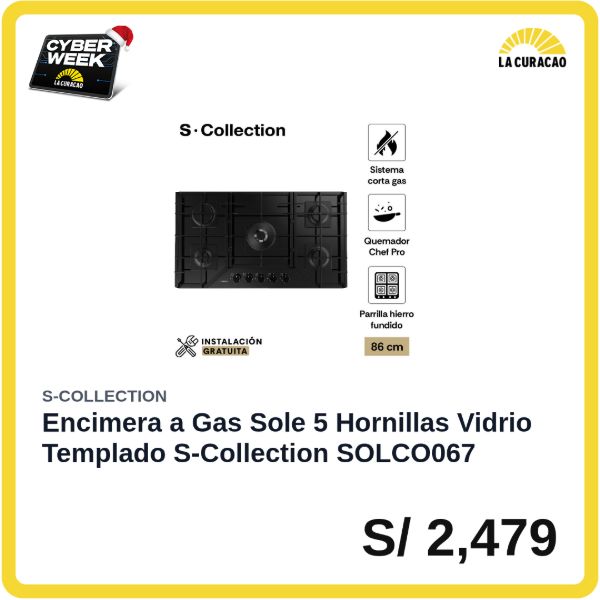 CYBER
WEEK
LA CURACAO
LA CURACAO
S·Collection
Sistema
corta gas
Quemador
Chef Pro
Parrilla hierro
fundido
86 cm
INSTALACIÓN
GRATUITA
S-COLLECTION
Encimera a Gas Sole 5 Hornillas Vidrio
Templado S-Collection SOLCO067
S/ 2,479